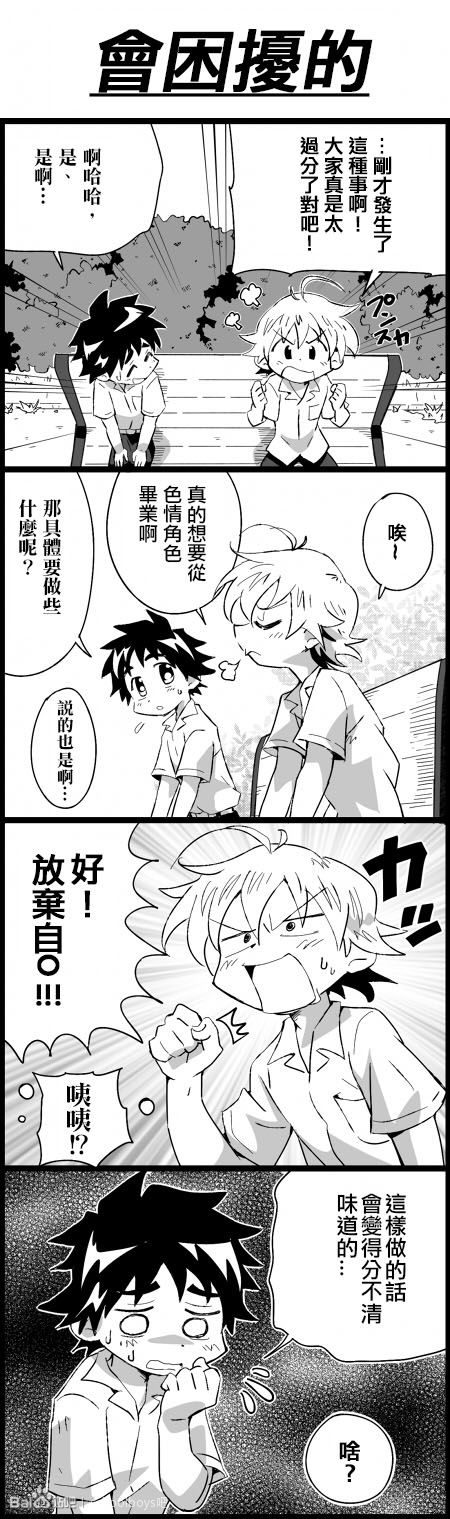 會困擾的
…剛才發生了
這種事啊！
大家真是太
過分了對吧！
プンスカ
啊哈哈，
是、
是啊…
唉～
真的想要從
色情角色
畢業啊
那具體要做些
什麼呢？
説的也是啊…
カッ
好！
放棄自〇!!!
咦咦!?
這樣做的話
會變得分不清
味道的…
啥？
Bai